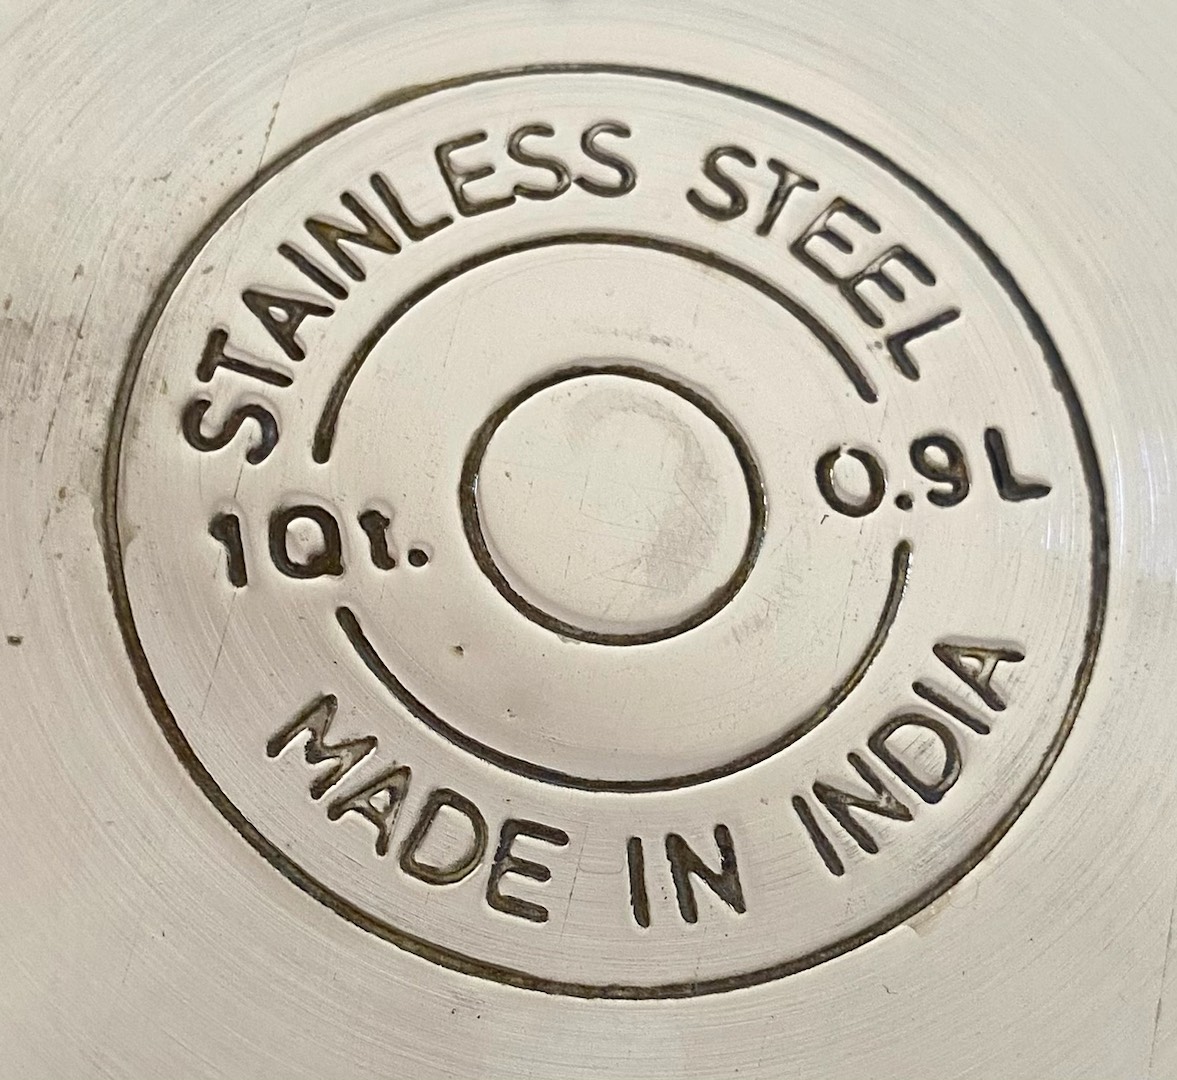 STAINLESS STEEL
1Qt. 0.9L
MADE IN INDIA